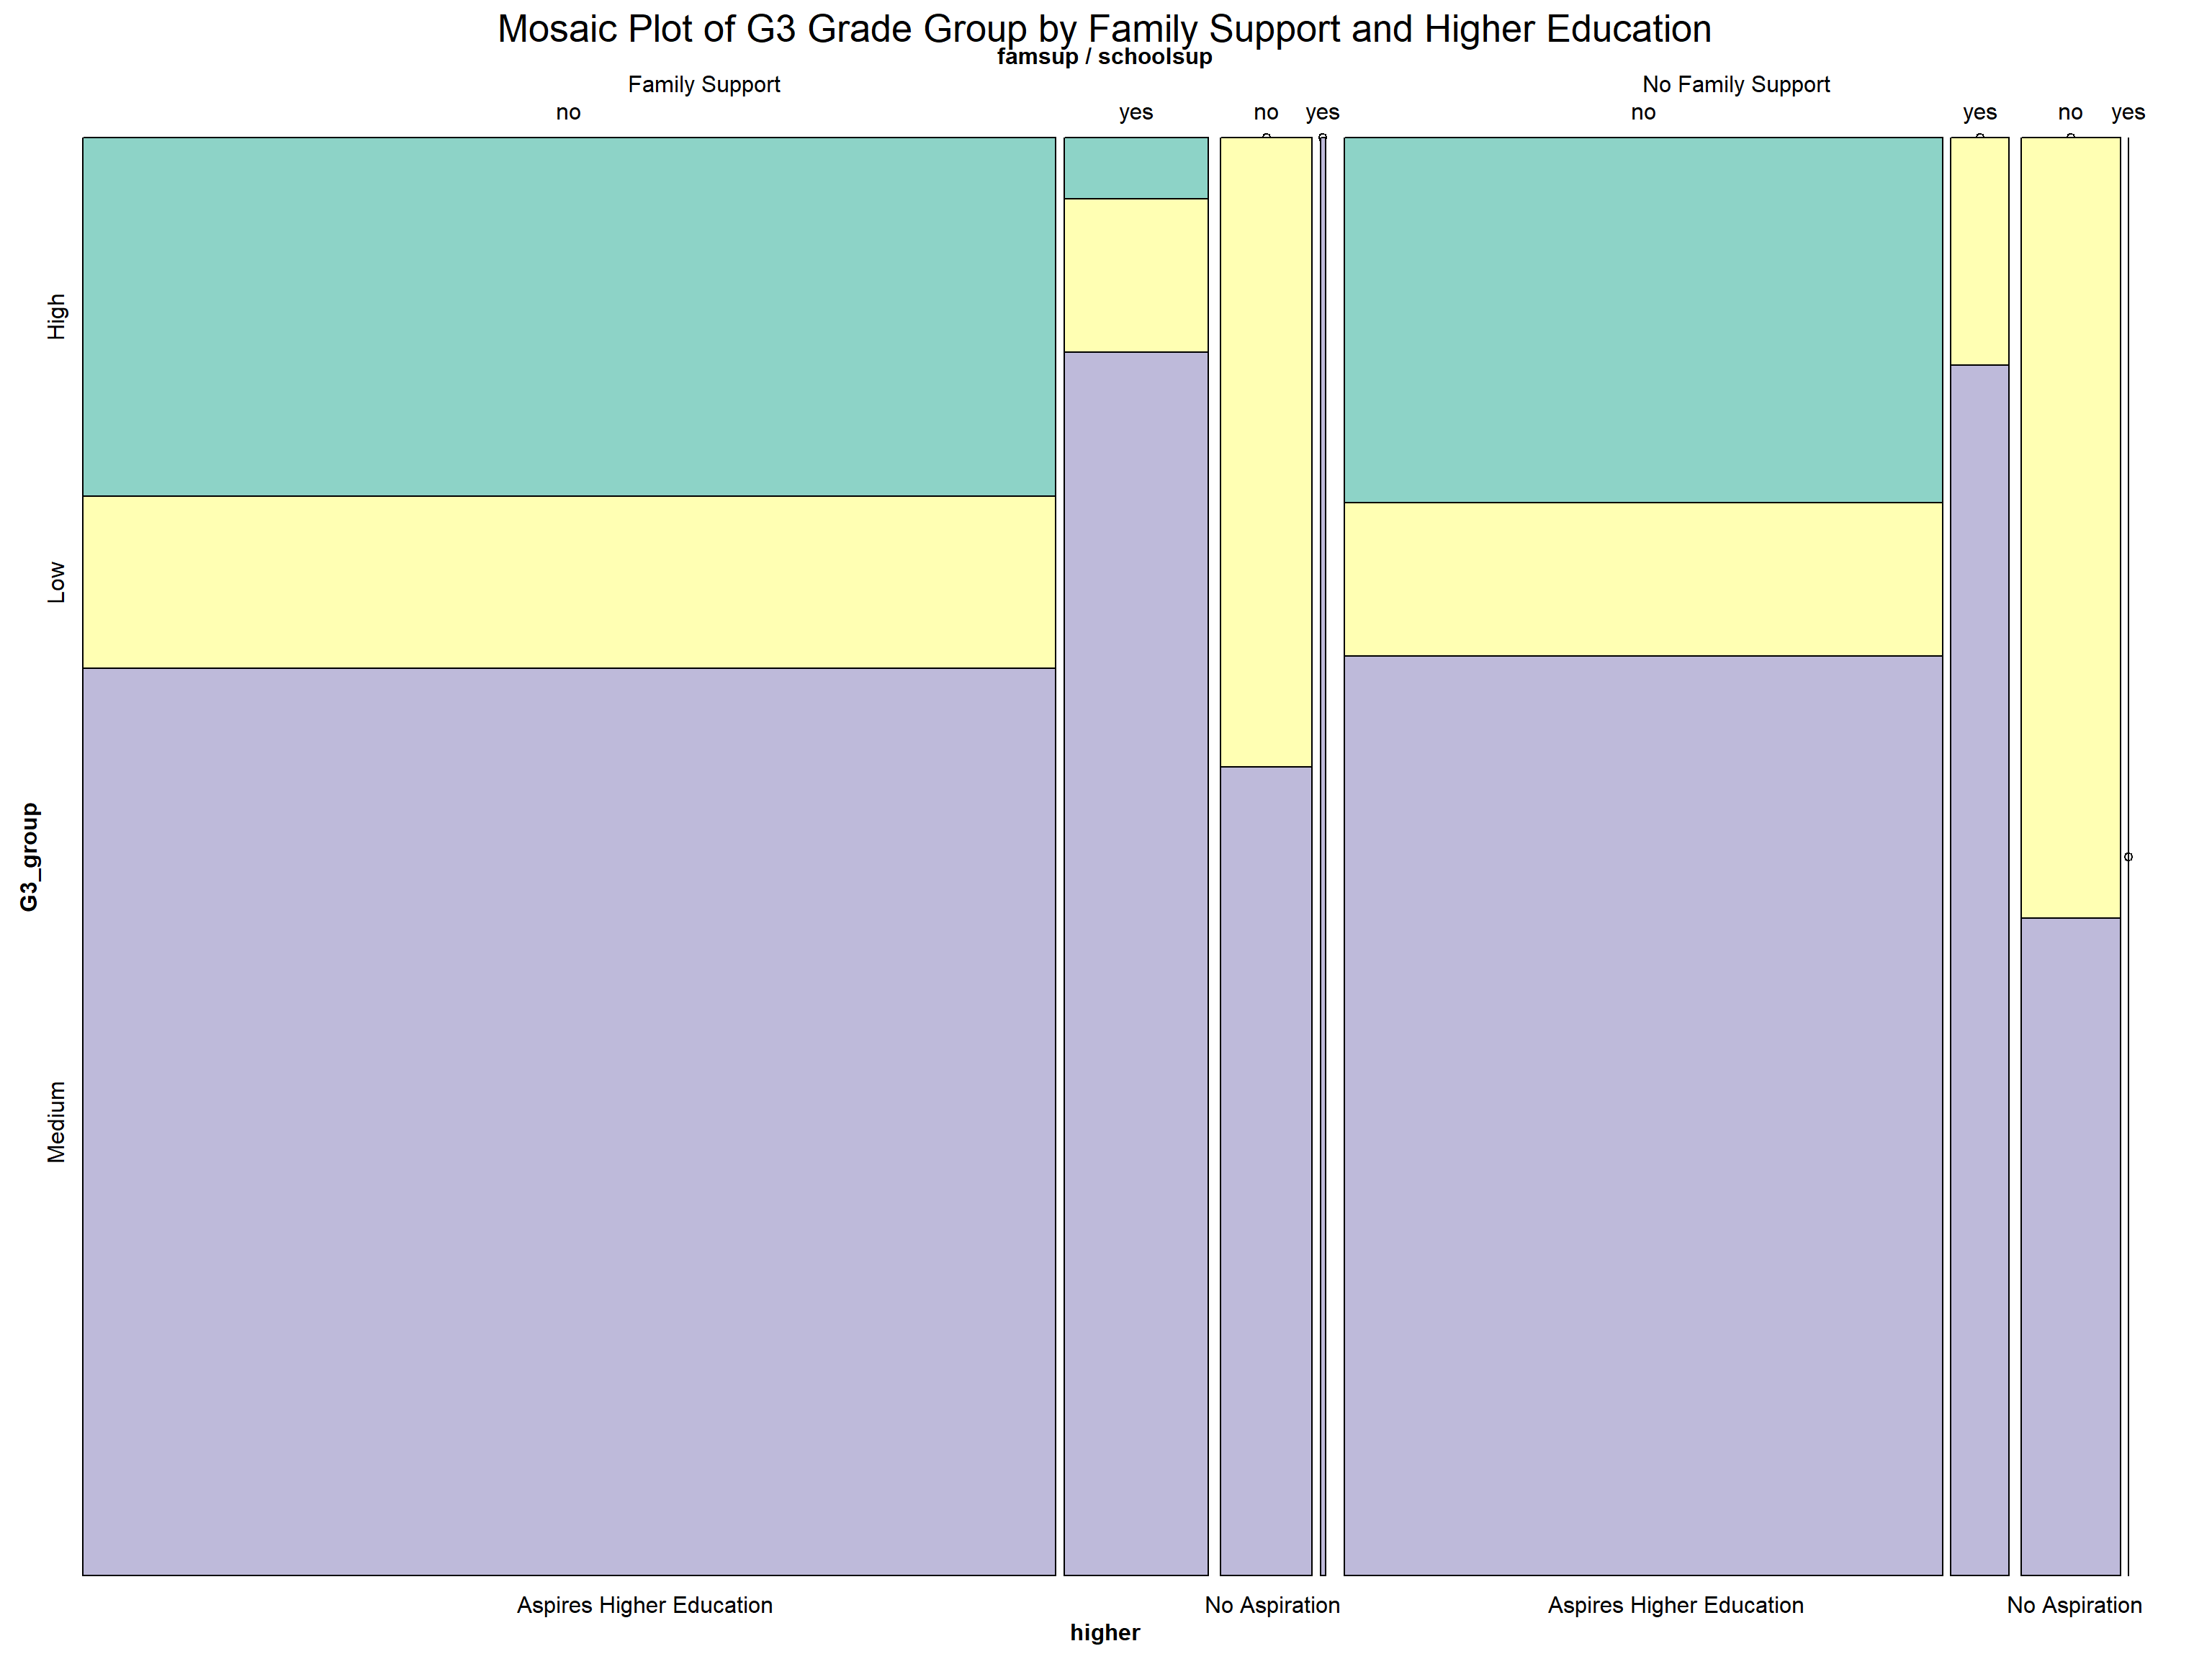 Mosaic Plot of G3 Grade Group by Family Support and Higher Education
famsup / schoolsup
Family Support No Family Support
no yes no yes no yes no yes
High
Low
Medium
G3_group
Aspires Higher Education No Aspiration Aspires Higher Education No Aspiration
higher